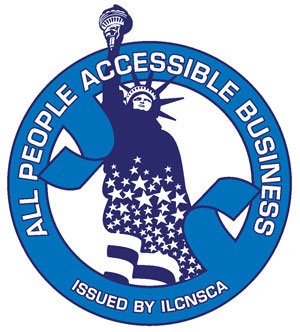 ALL PEOPLE ACCESSIBLE BUSINESS
ISSUED BY ILCNSCA